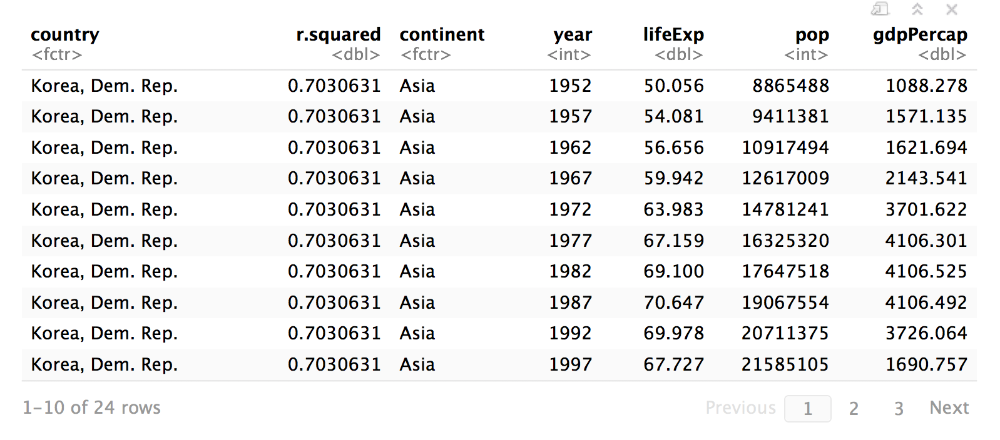 country r.squared continent year lifeExp pop gdpPercap
<fctr> <dbl> <fctr> <int> <dbl> <int> <dbl>
Korea, Dem. Rep. 0.7030631 Asia 1952 50.056 8865488 1088.278
Korea, Dem. Rep. 0.7030631 Asia 1957 54.081 9411381 1571.135
Korea, Dem. Rep. 0.7030631 Asia 1962 56.656 10917494 1621.694
Korea, Dem. Rep. 0.7030631 Asia 1967 59.942 12617009 2143.541
Korea, Dem. Rep. 0.7030631 Asia 1972 63.983 14781241 3701.622
Korea, Dem. Rep. 0.7030631 Asia 1977 67.159 16325320 4106.301
Korea, Dem. Rep. 0.7030631 Asia 1982 69.100 17647518 4106.525
Korea, Dem. Rep. 0.7030631 Asia 1987 70.647 19067554 4106.492
Korea, Dem. Rep. 0.7030631 Asia 1992 69.978 20711375 3726.064
Korea, Dem. Rep. 0.7030631 Asia 1997 67.727 21585105 1690.757
1-10 of 24 rows Previous 1 2 3 Next